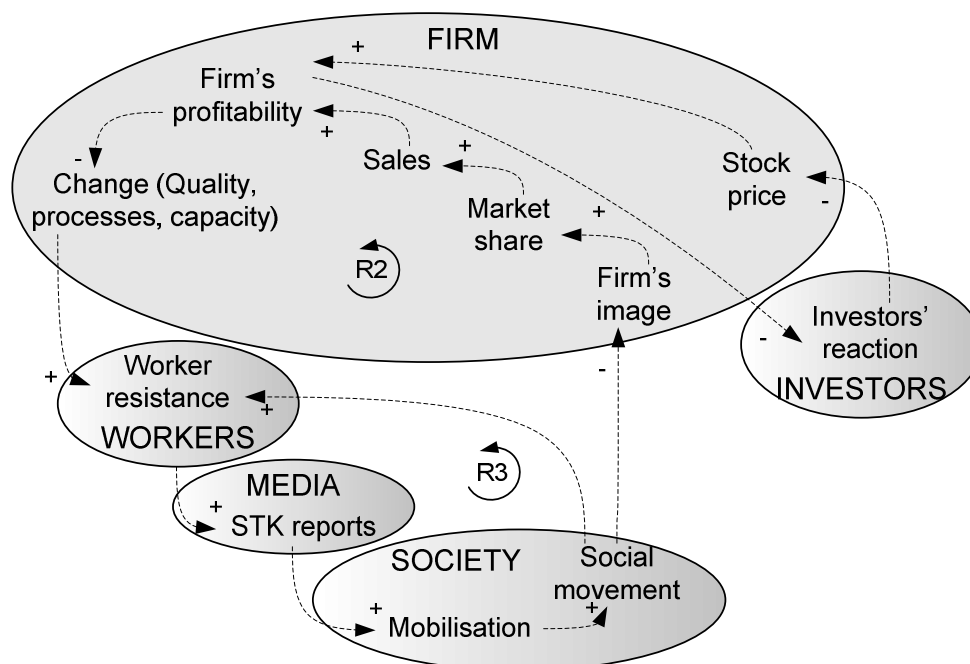 FIRM
+
Firm's
profitability
+
-
Sales
+
Stock
price
-
Change (Quality,
processes, capacity)
Market
share
+
R2
Firm's
image
-
Investors'
reaction
INVESTORS
-
+
Worker
resistance
+
WORKERS
R3
MEDIA
+
STK reports
SOCIETY
Social
movement
+
+
Mobilisation